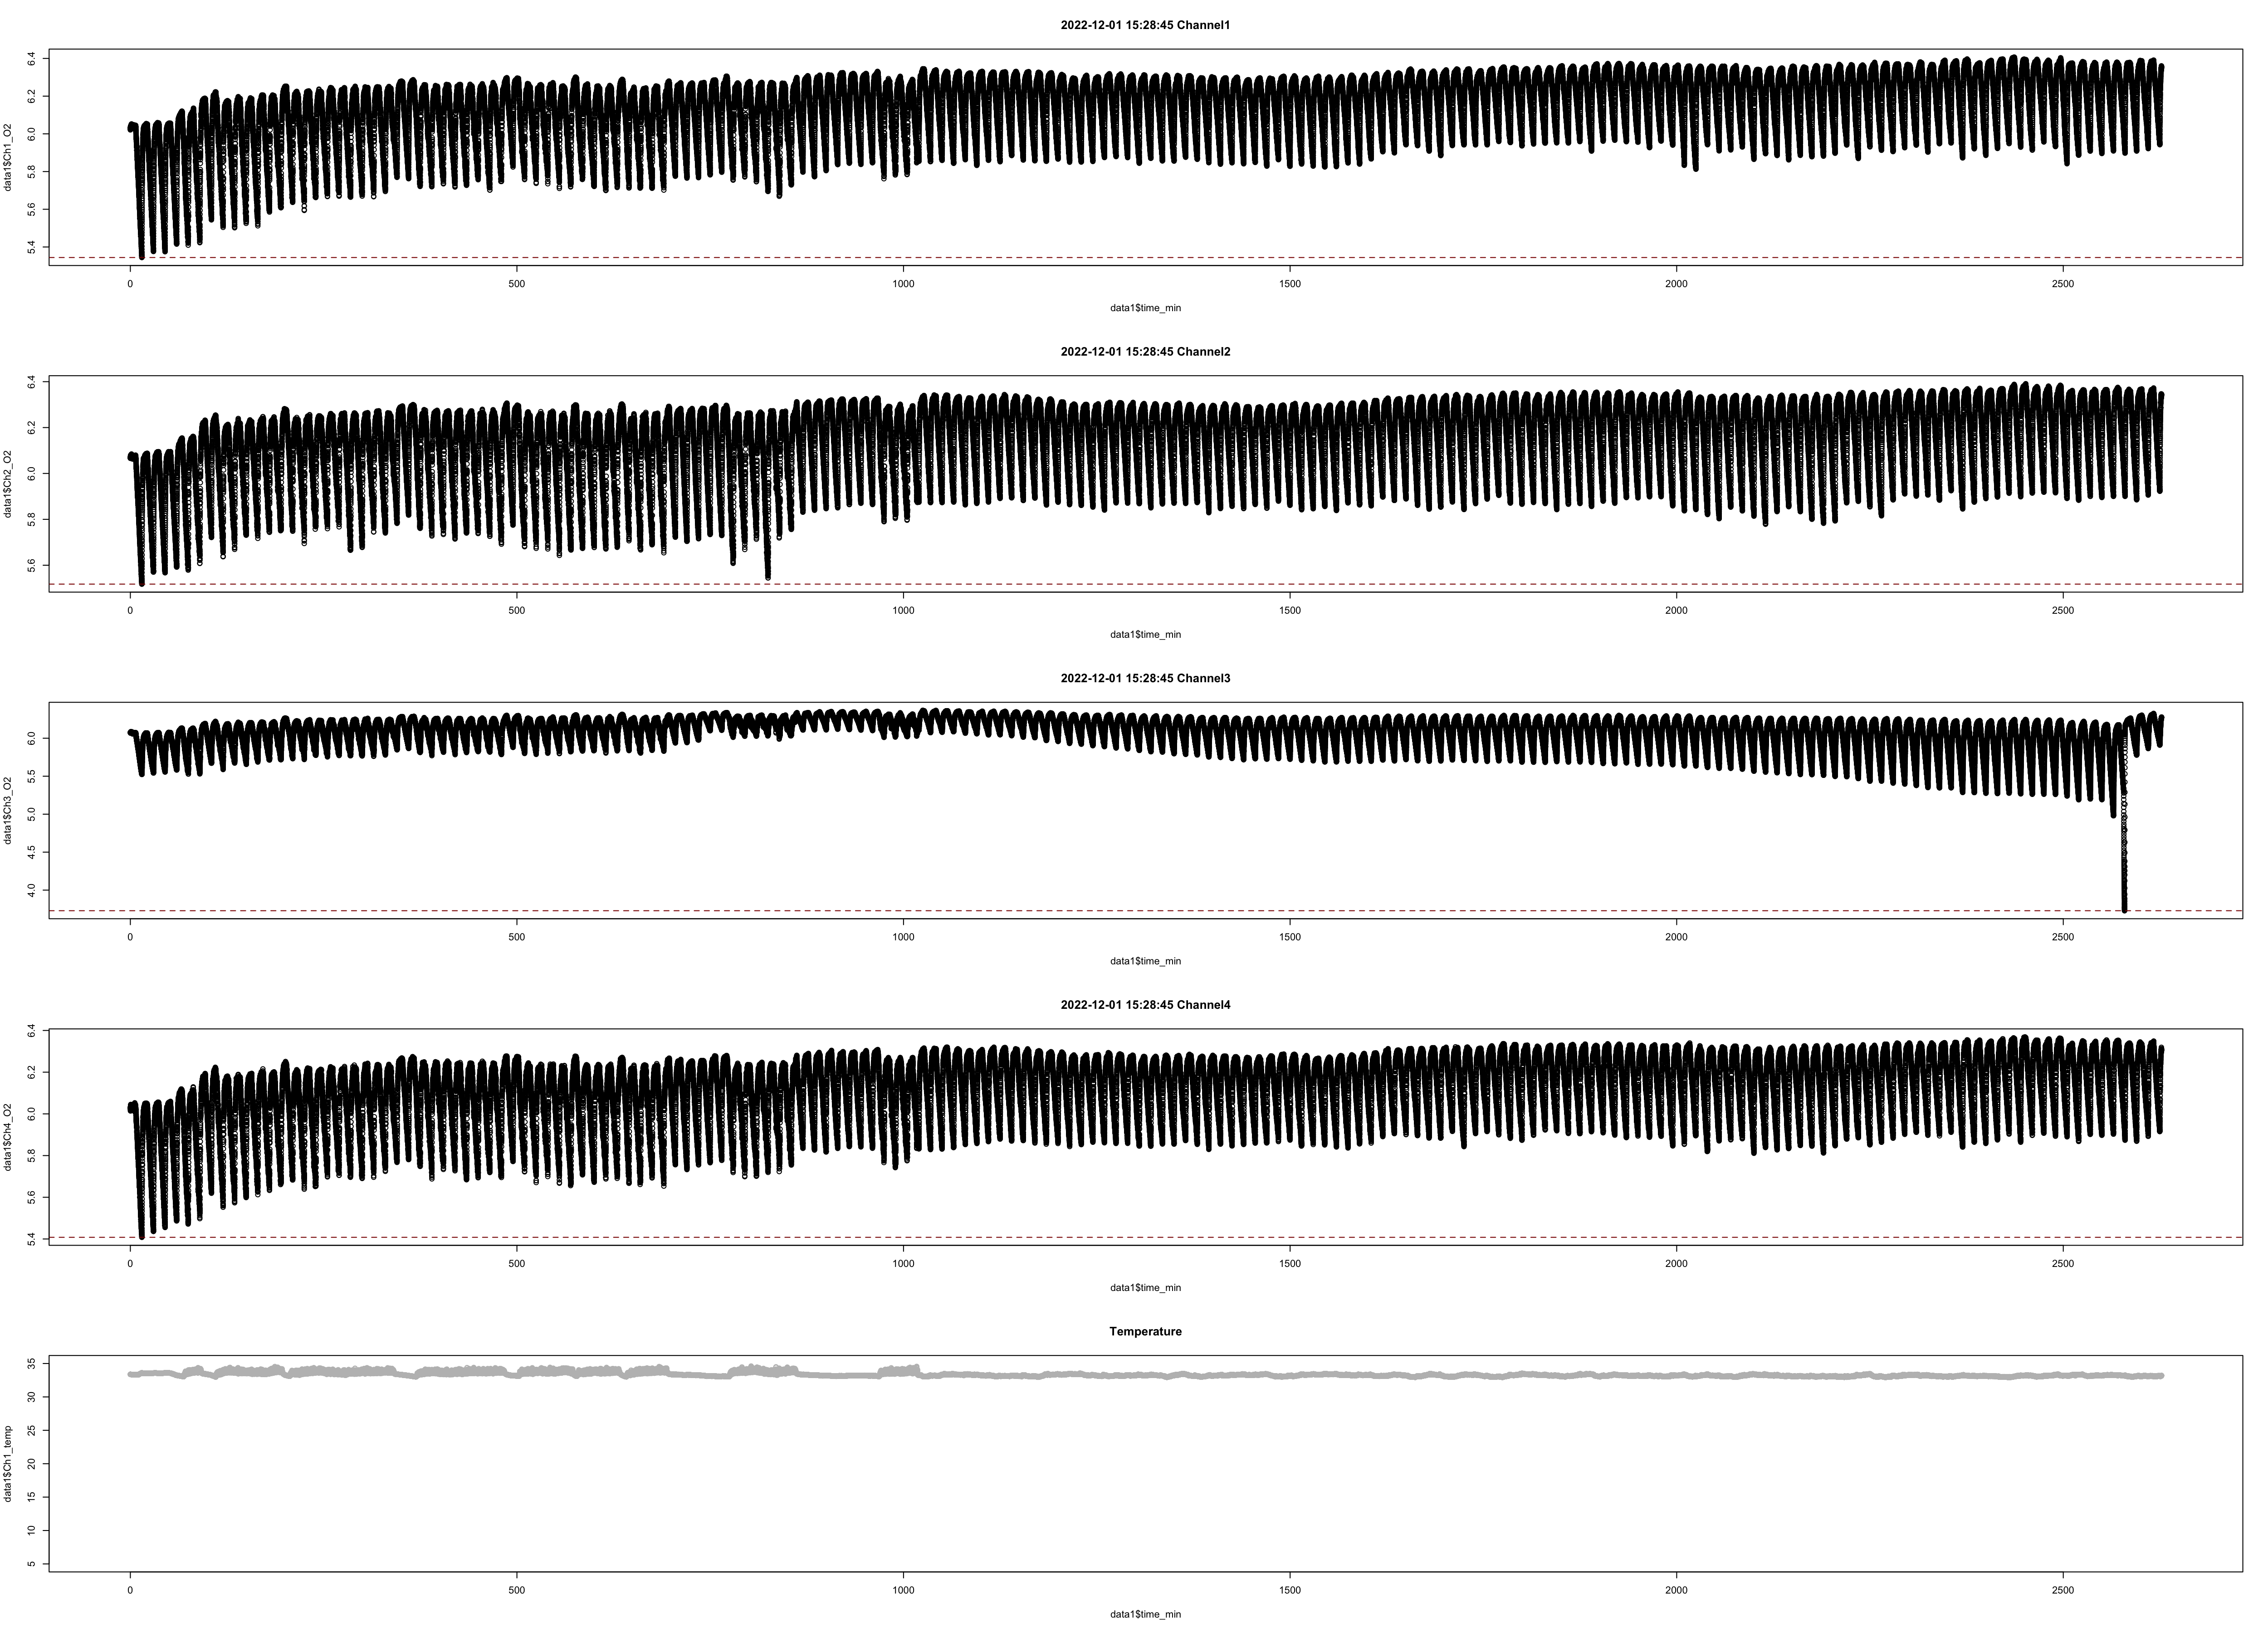 2022-12-01 15:28:45 Channel1
data1$Ch1_O2
6.4
6.2
6.0
5.8
5.6
5.4
0 500 1000 1500 2000 2500
data1$time_min
2022-12-01 15:28:45 Channel2
data1$Ch2_O2
6.4
6.2
6.0
5.8
5.6
0 500 1000 1500 2000 2500
data1$time_min
2022-12-01 15:28:45 Channel3
data1$Ch3_O2
6.0
5.5
5.0
4.5
4.0
0 500 1000 1500 2000 2500
data1$time_min
2022-12-01 15:28:45 Channel4
data1$Ch4_O2
6.4
6.2
6.0
5.8
5.6
5.4
0 500 1000 1500 2000 2500
data1$time_min
Temperature
data1$Ch1_temp
35
30
25
20
15
10
5
0 500 1000 1500 2000 2500
data1$time_min